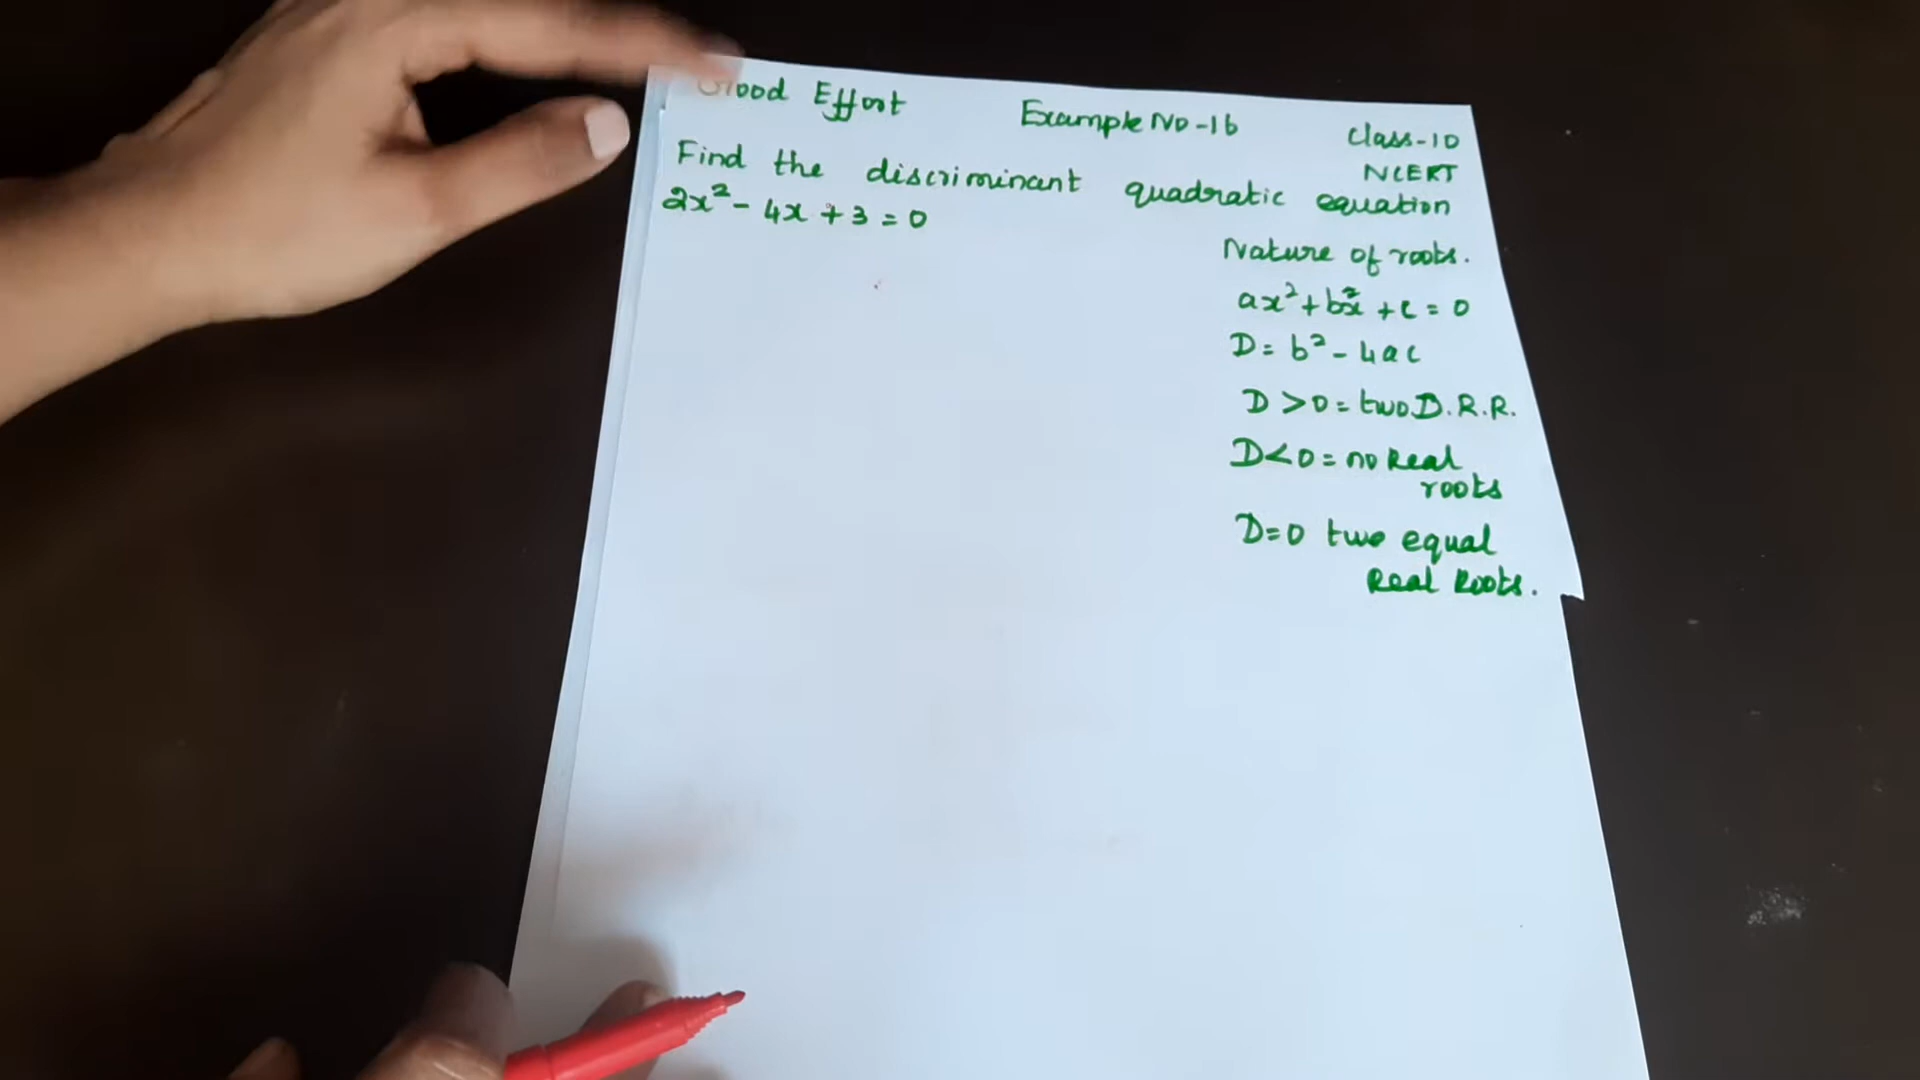 Good Effort Example No-16 Class-10
NCERT
Find the discriminant quadratic equation
2x² - 4x + 3 = 0
Nature of roots.
ax² + bx² + c = 0
D = b² - 4ac
D > 0 = two D.R.R.
D < 0 = no Real
roots
D = 0 two equal
Real Roots.